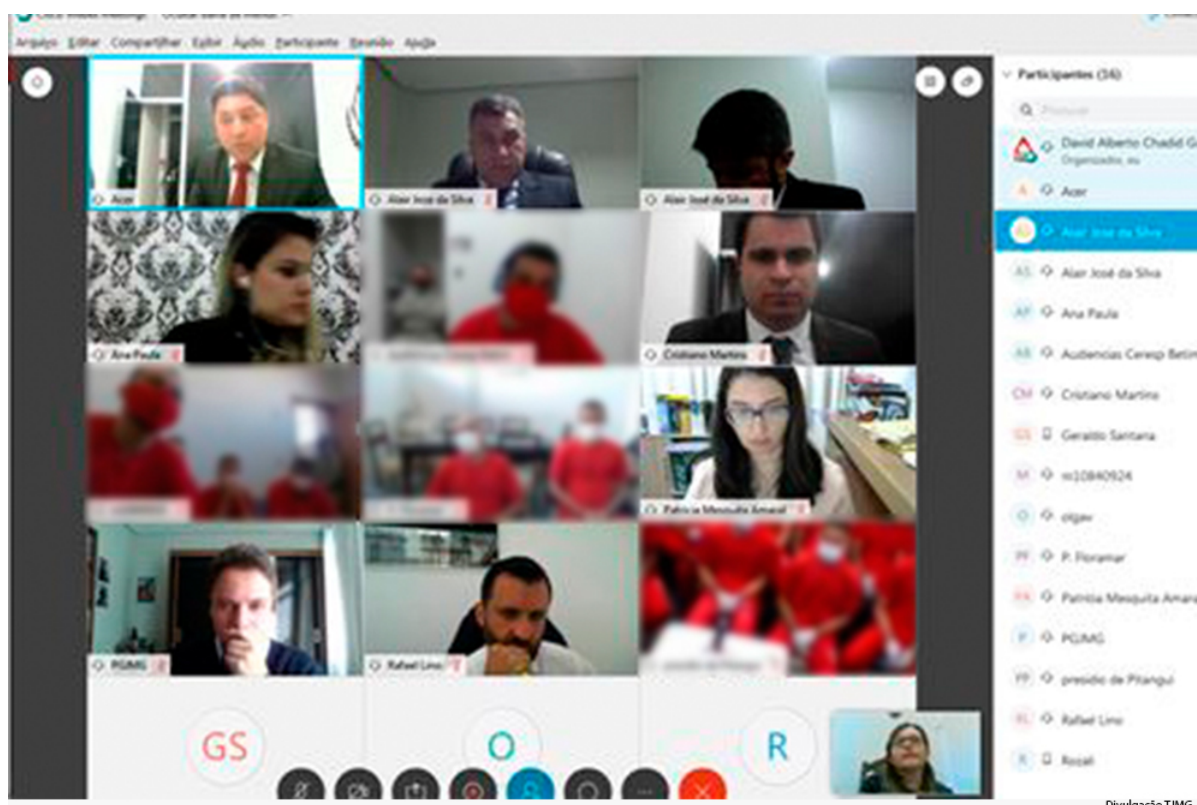 Arquivo Editar Compartilhar Exibir Áudio Participante Reunião Ajuda
Participantes (16)
David Alberto Chadid G
Organizador, eu
A Acer
Alair José da Silva
AS Alair José da Silva
AP Ana Paula
Audiencias Ceresp Betim
CM Cristiano Martins
GS Geraldo Santana
M m10840924
O olgav
PF P. Floramar
Patrícia Mesquita Amara
P PGJMG
PP presidio de Pitangui
RL Rafael Lino
R Rozali
Acer
Alair José da Silva
Alair José da Silva
Ana Paula
Cristiano Martins
Patrícia Mesquita Amaral
PGJMG
Rafael Lino
GS
O
R
Divulgação TJMG